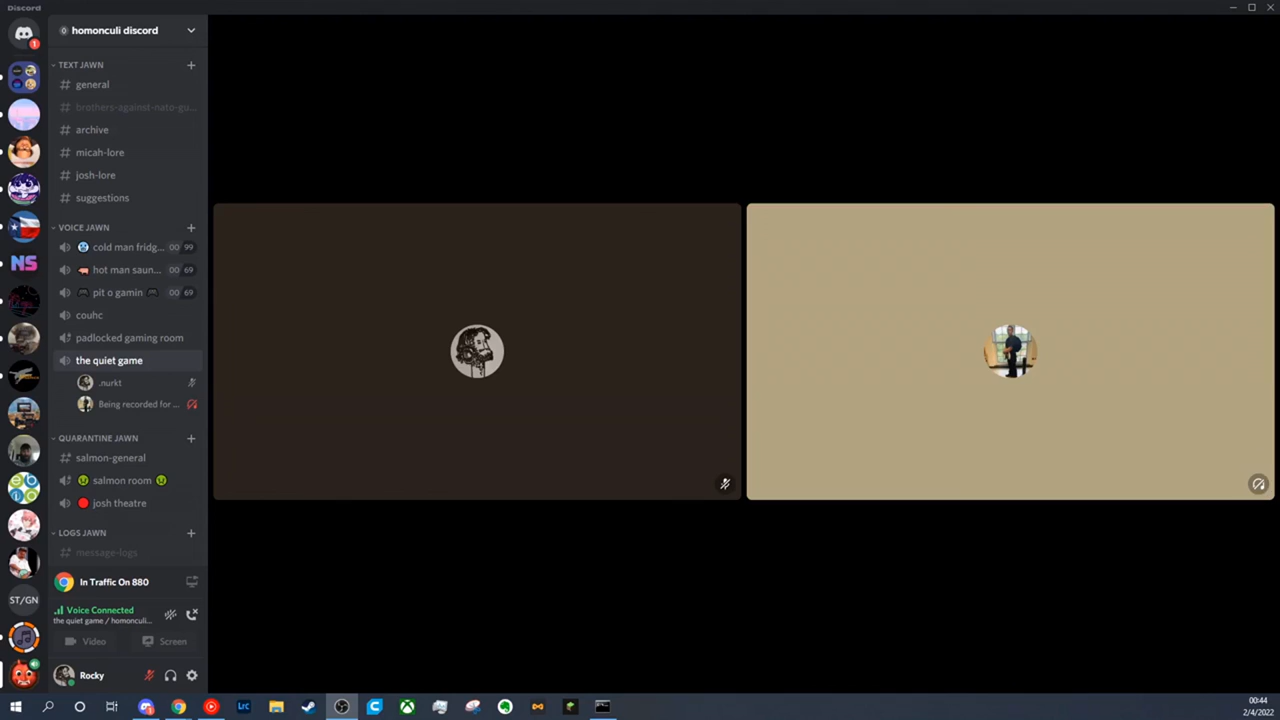 Discord
homonculi discord
TEXT JAWN
general
brothers-against-nato-gu...
archive
micah-lore
josh-lore
suggestions
VOICE JAWN
cold man fridg... 00 99
hot man saun... 00 69
pit o gamin 00 69
couhc
padlocked gaming room
the quiet game
.nurkt
Being recorded for ...
QUARANTINE JAWN
salmon-general
salmon room
josh theatre
LOGS JAWN
message-logs
NS
ST/GN
1
In Traffic On 880
Voice Connected
the quiet game / homonculi...
Video Screen
Rocky
Lrc
00:44
2/4/2022